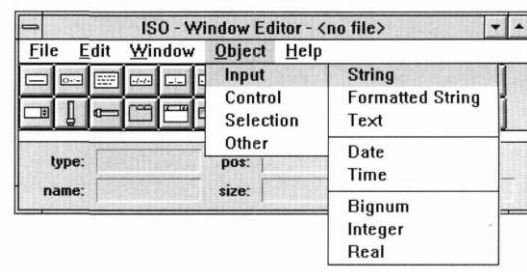 ISO - Window Editor - <no file>
File Edit Window Object Help
Input
Control
Selection
Other
String
Formatted String
Text
Date
Time
Bignum
Integer
Real
type: pos:
name: size: